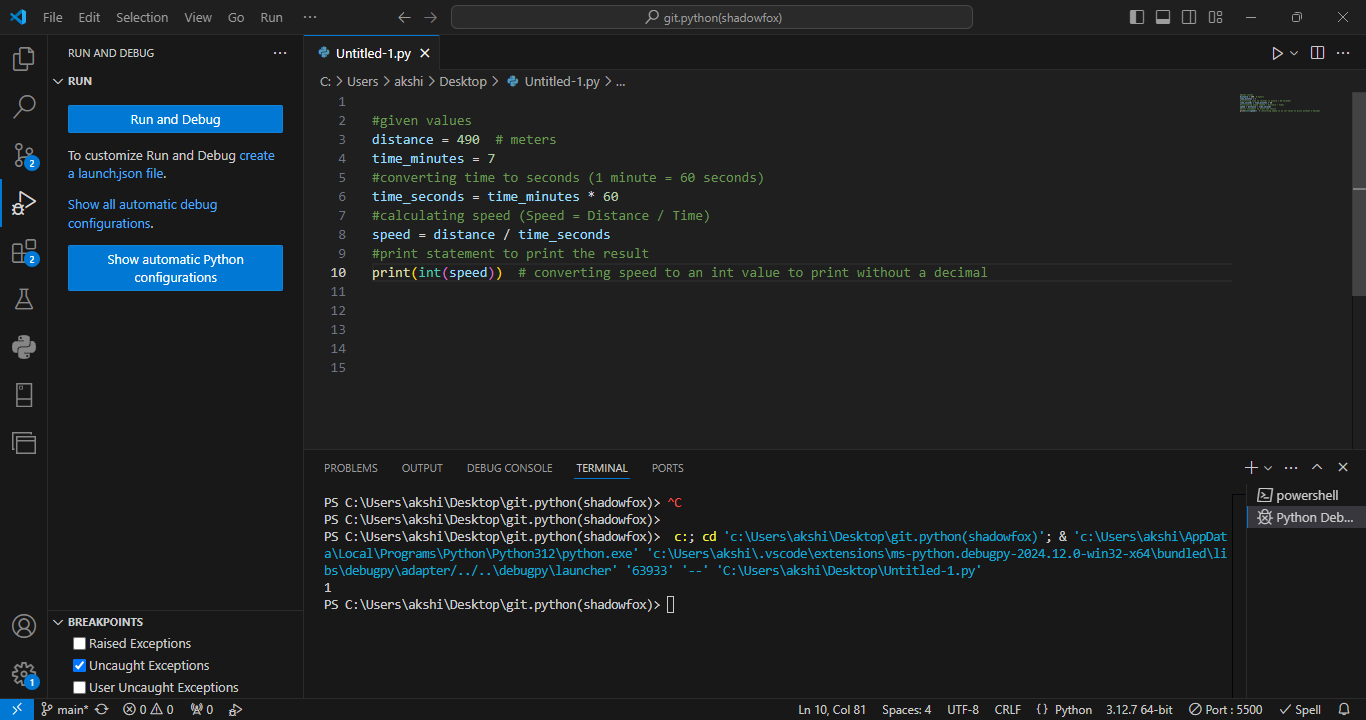 File Edit Selection View Go Run ··· git.python(shadowfox)
RUN AND DEBUG ···
RUN
Run and Debug
To customize Run and Debug create
a launch.json file.
Show all automatic debug
configurations.
Show automatic Python
configurations
2
2
1
BREAKPOINTS
Raised Exceptions
Uncaught Exceptions
User Uncaught Exceptions
Untitled-1.py
C: > Users > akshi > Desktop > Untitled-1.py > ...
1
2 #given values
3 distance = 490  # meters
4 time_minutes = 7
5 #converting time to seconds (1 minute = 60 seconds)
6 time_seconds = time_minutes * 60
7 #calculating speed (Speed = Distance / Time)
8 speed = distance / time_seconds
9 #print statement to print the result
10 print(int(speed))  # converting speed to an int value to print without a decimal
11
12
13
14
15
PROBLEMS OUTPUT DEBUG CONSOLE TERMINAL PORTS
PS C:\Users\akshi\Desktop\git.python(shadowfox)> ^C
PS C:\Users\akshi\Desktop\git.python(shadowfox)>
PS C:\Users\akshi\Desktop\git.python(shadowfox)>  c:; cd 'c:\Users\akshi\Desktop\git.python(shadowfox)'; & 'c:\Users\akshi\AppDat
a\Local\Programs\Python\Python312\python.exe' 'c:\Users\akshi\.vscode\extensions\ms-python.debugpy-2024.12.0-win32-x64\bundled\li
bs\debugpy\adapter/../..\debugpy\launcher' '63933' '--' 'C:\Users\akshi\Desktop\Untitled-1.py'
1
PS C:\Users\akshi\Desktop\git.python(shadowfox)>
powershell
Python Deb...
main* 0 0 0 Ln 10, Col 81 Spaces: 4 UTF-8 CRLF {} Python 3.12.7 64-bit Port : 5500 Spell